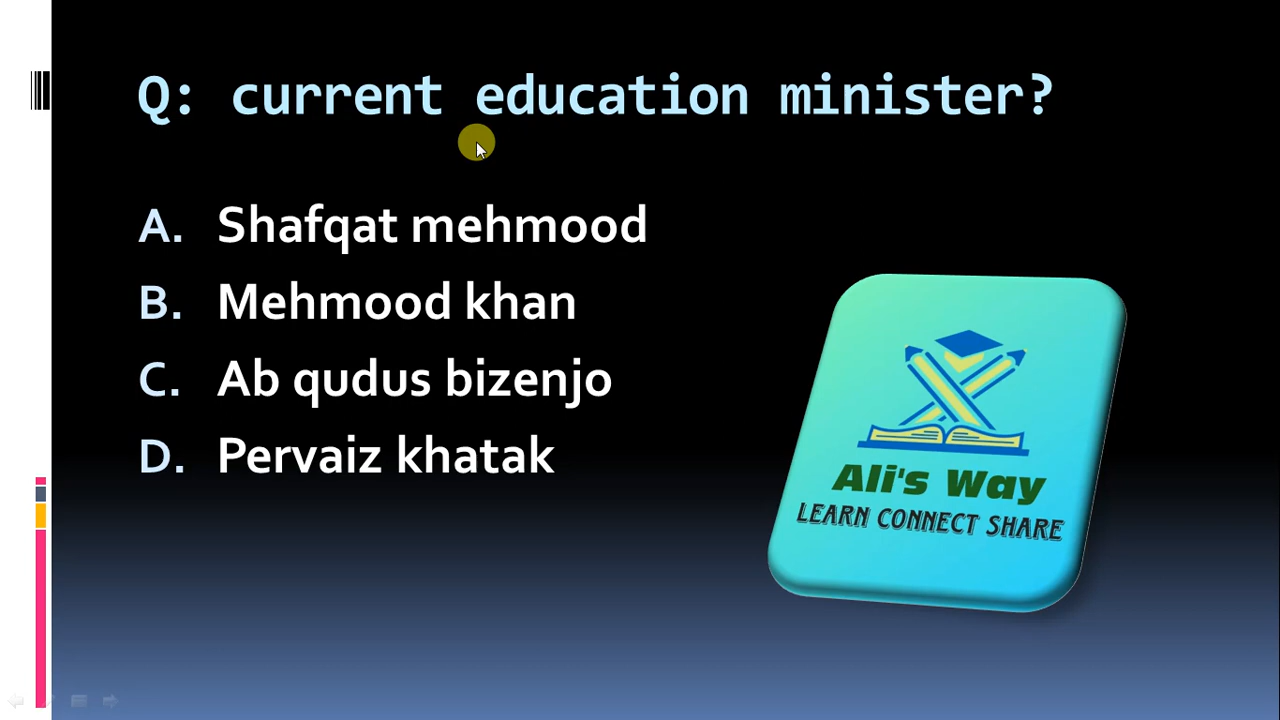 Q: current education minister?
A. Shafqat mehmood
B. Mehmood khan
C. Ab qudus bizenjo
D. Pervaiz khatak
Ali's Way
LEARN CONNECT SHARE